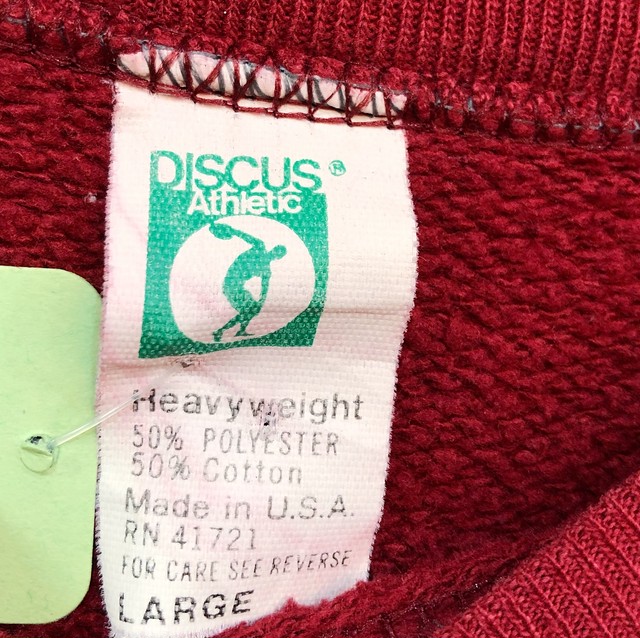 DISCUS®
Athletic
Heavyweight
50% POLYESTER
50% Cotton
Made in U.S.A.
RN 41721
FOR CARE SEE REVERSE
LARGE